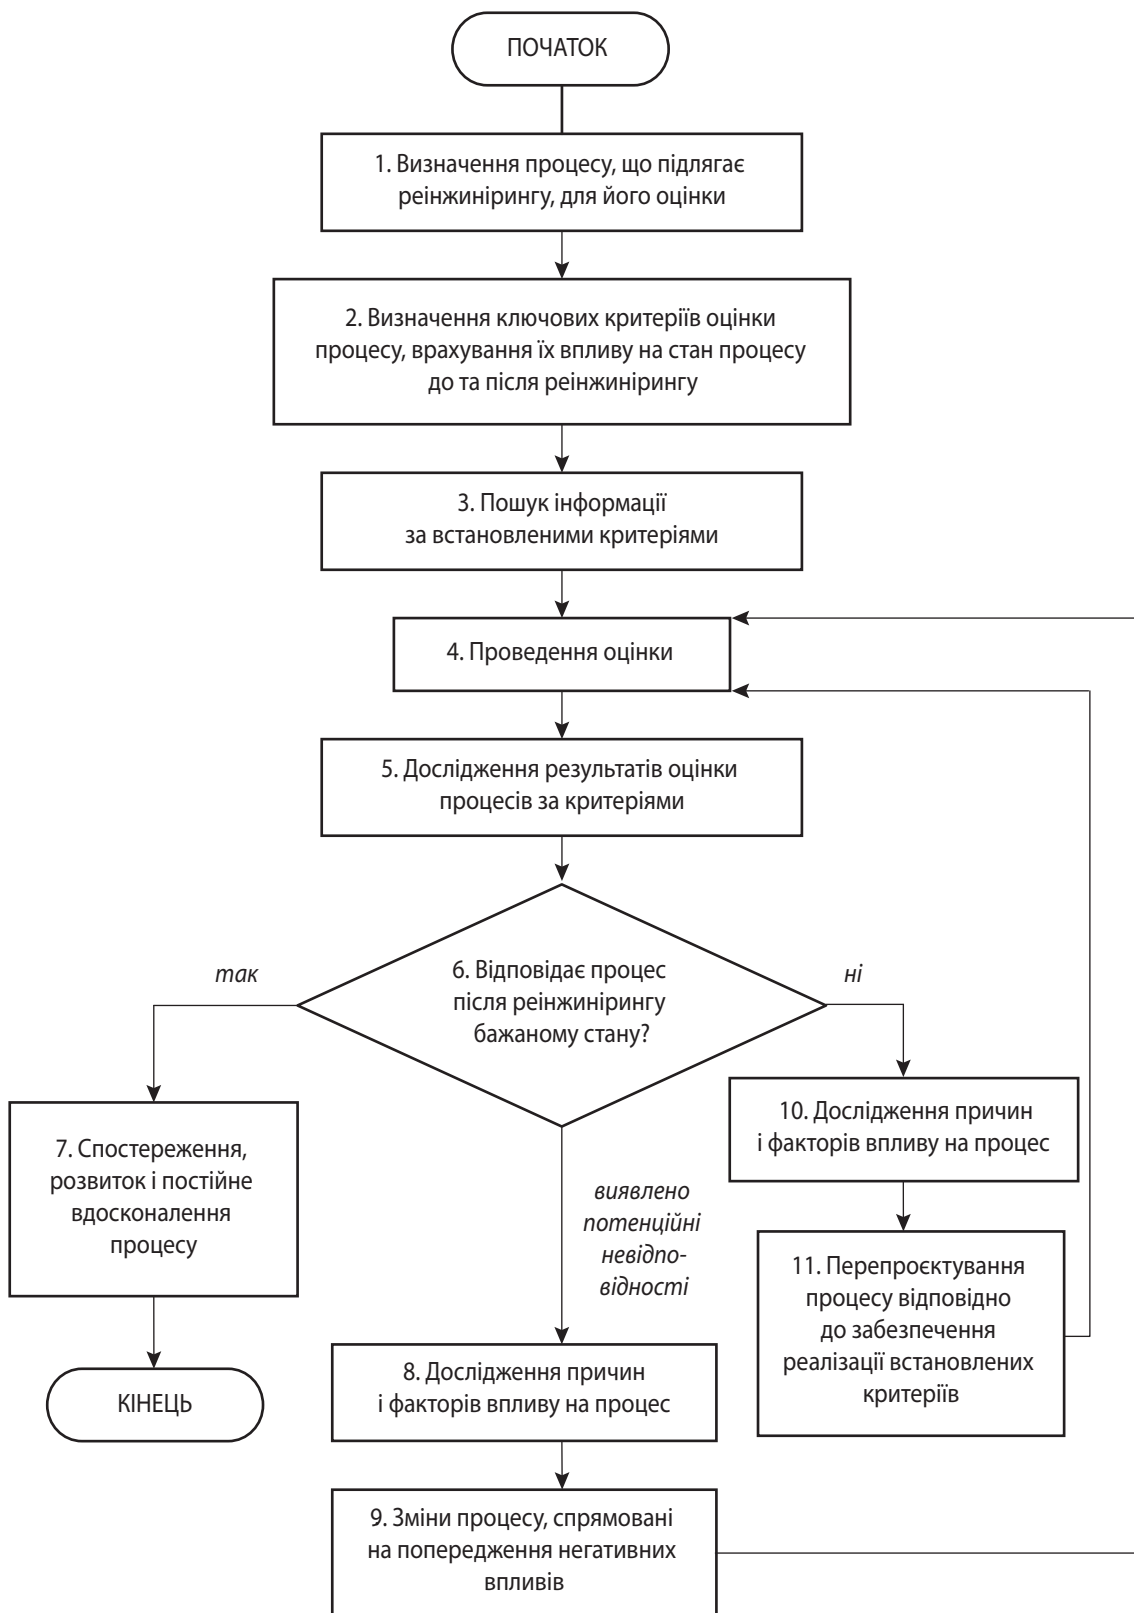 ПОЧАТОК
1. Визначення процесу, що підлягає
реінжинірингу, для його оцінки
2. Визначення ключових критеріїв оцінки
процесу, врахування їх впливу на стан процесу
до та після реінжинірингу
3. Пошук інформації
за встановленими критеріями
4. Проведення оцінки
5. Дослідження результатів оцінки
процесів за критеріями
6. Відповідає процес
після реінжинірингу
бажаному стану?
так
ні
7. Спостереження,
розвиток і постійне
вдосконалення
процесу
КІНЕЦЬ
виявлено
потенційні
невідпо-
відності
8. Дослідження причин
і факторів впливу на процес
9. Зміни процесу, спрямовані
на попередження негативних
впливів
10. Дослідження причин
і факторів впливу на процес
11. Перепроєктування
процесу відповідно
до забезпечення
реалізації встановлених
критеріїв